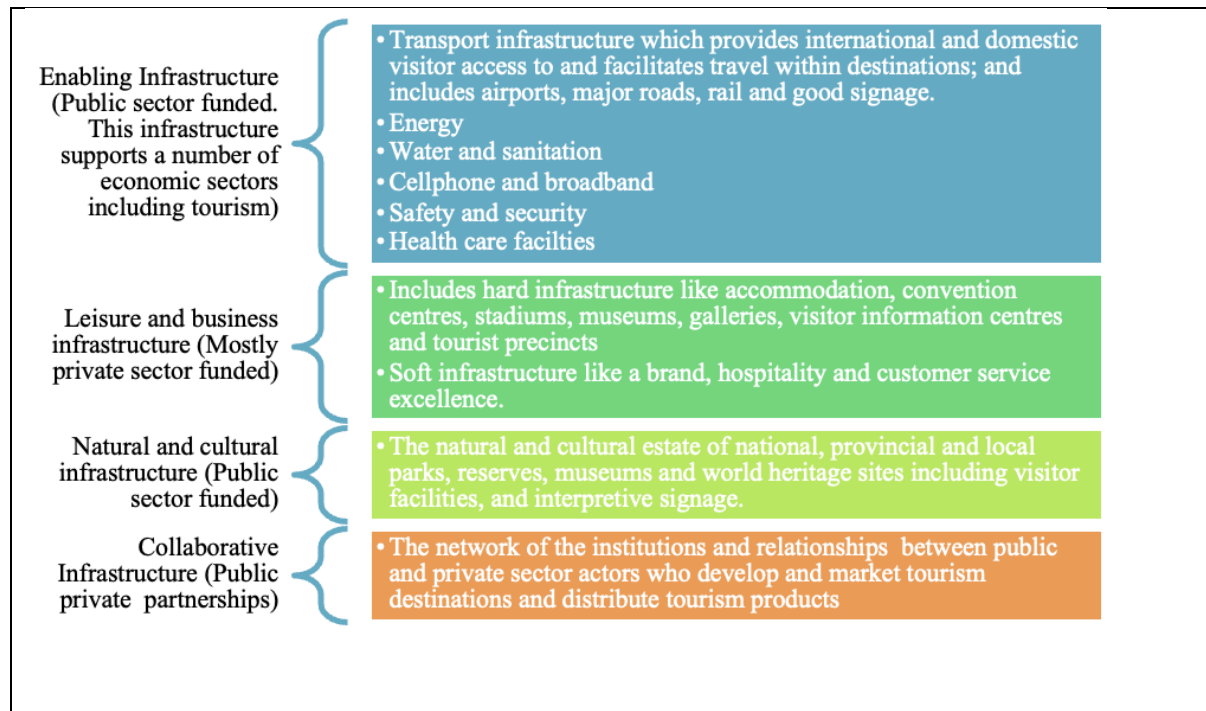 Enabling Infrastructure
(Public sector funded.
This infrastructure
supports a number of
economic sectors
including tourism)
• Transport infrastructure which provides international and domestic
visitor access to and facilitates travel within destinations; and
includes airports, major roads, rail and good signage.
• Energy
• Water and sanitation
• Cellphone and broadband
• Safety and security
• Health care facilties
Leisure and business
infrastructure (Mostly
private sector funded)
• Includes hard infrastructure like accommodation, convention
centres, stadiums, museums, galleries, visitor information centres
and tourist precincts
• Soft infrastructure like a brand, hospitality and customer service
excellence.
Natural and cultural
infrastructure (Public
sector funded)
• The natural and cultural estate of national, provincial and local
parks, reserves, museums and world heritage sites including visitor
facilities, and interpretive signage.
Collaborative
Infrastructure (Public
private partnerships)
• The network of the institutions and relationships between public
and private sector actors who develop and market tourism
destinations and distribute tourism products